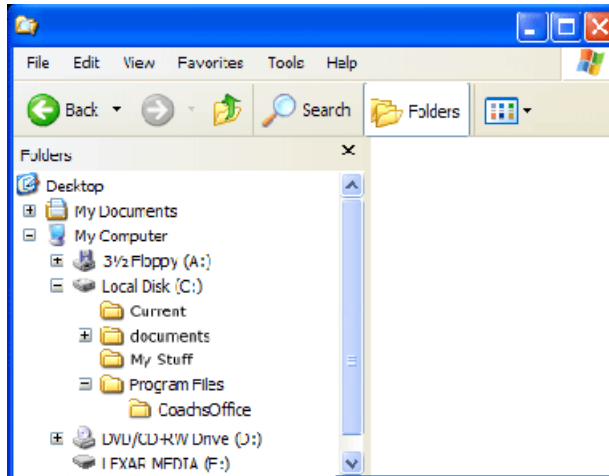 File Edit View Favorites Tools Help
Back Search Folders
Folders
Desktop
My Documents
My Computer
3½ Floppy (A:)
Local Disk (C:)
Current
documents
My Stuff
Program Files
CoachsOffice
DVD/CD-RW Drive (D:)
LEXAR MEDIA (E:)